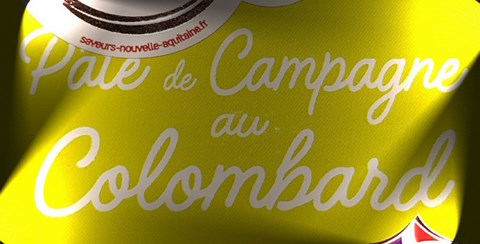 saveurs-nouvelle-aquitaine.fr
Pâté de Campagne
au
Colombard